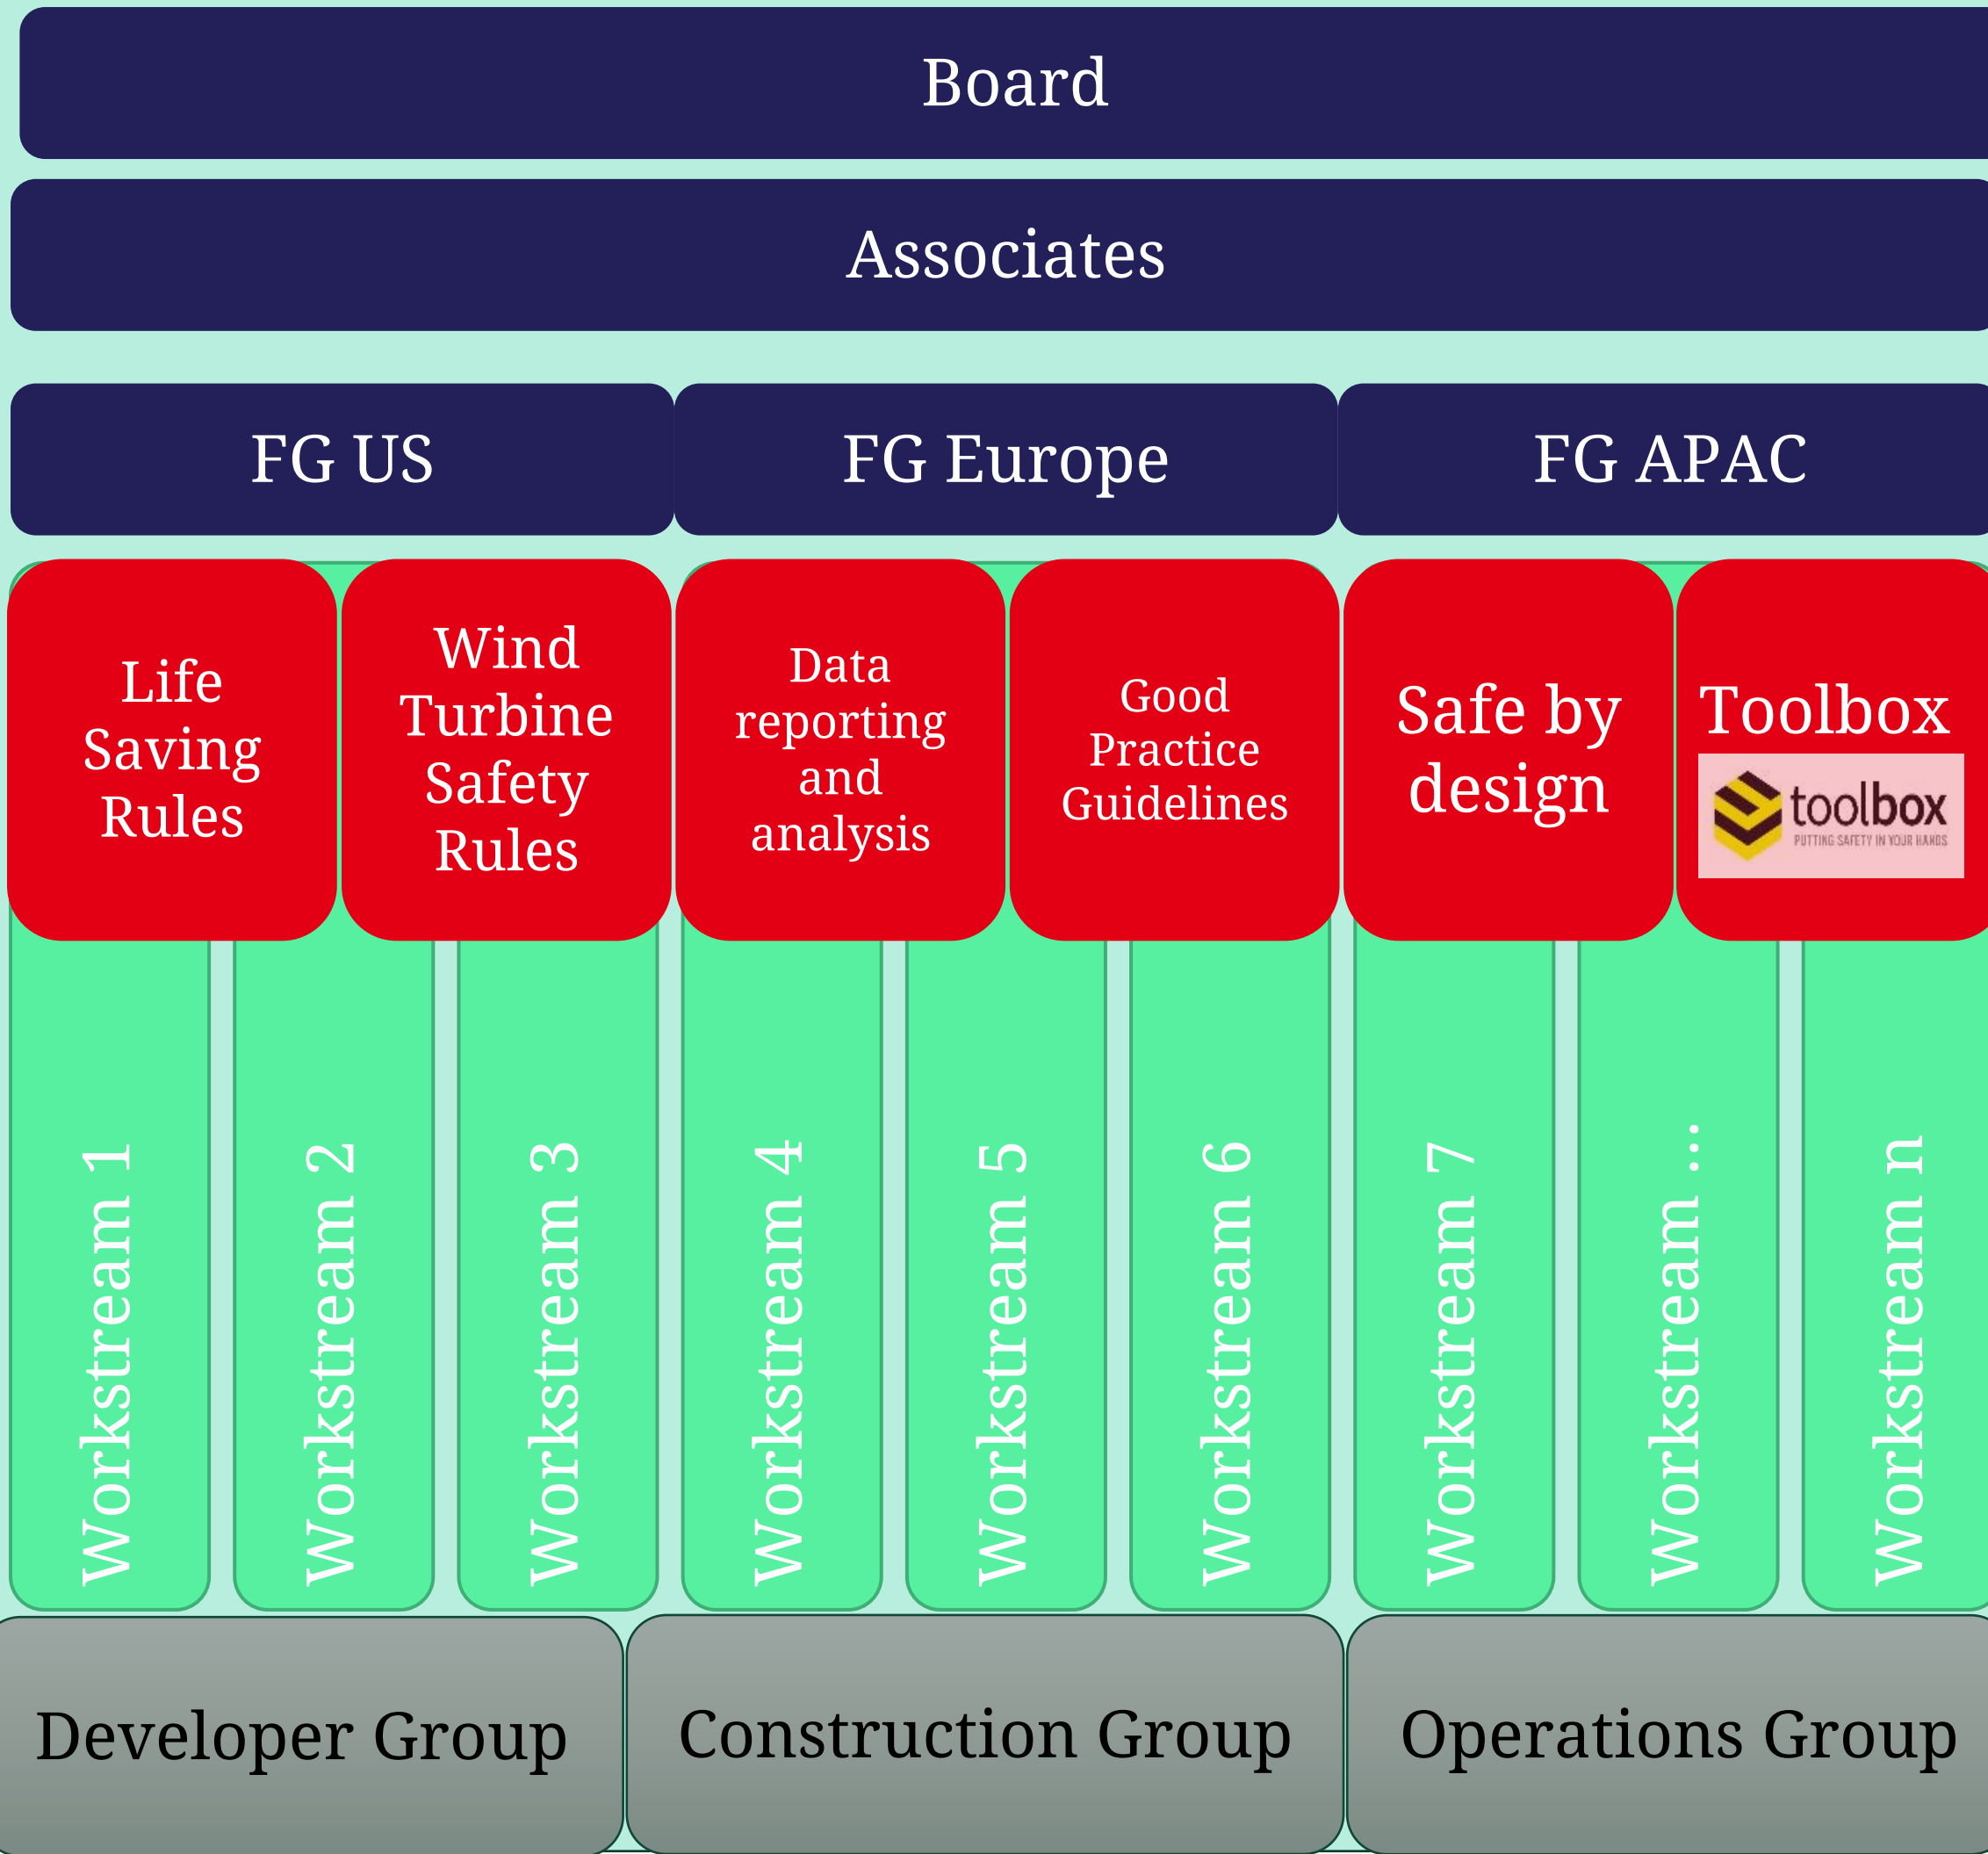 Board
Associates
FG US
FG Europe
FG APAC
Life
Saving
Rules
Wind
Turbine
Safety
Rules
Data
reporting
and
analysis
Good
Practice
Guidelines
Safe by
design
Toolbox
toolbox
PUTTING SAFETY IN YOUR HANDS
Workstream 1
Workstream 2
Workstream 3
Workstream 4
Workstream 5
Workstream 6
Workstream 7
Workstream ...
Workstream n
Developer Group
Construction Group
Operations Group